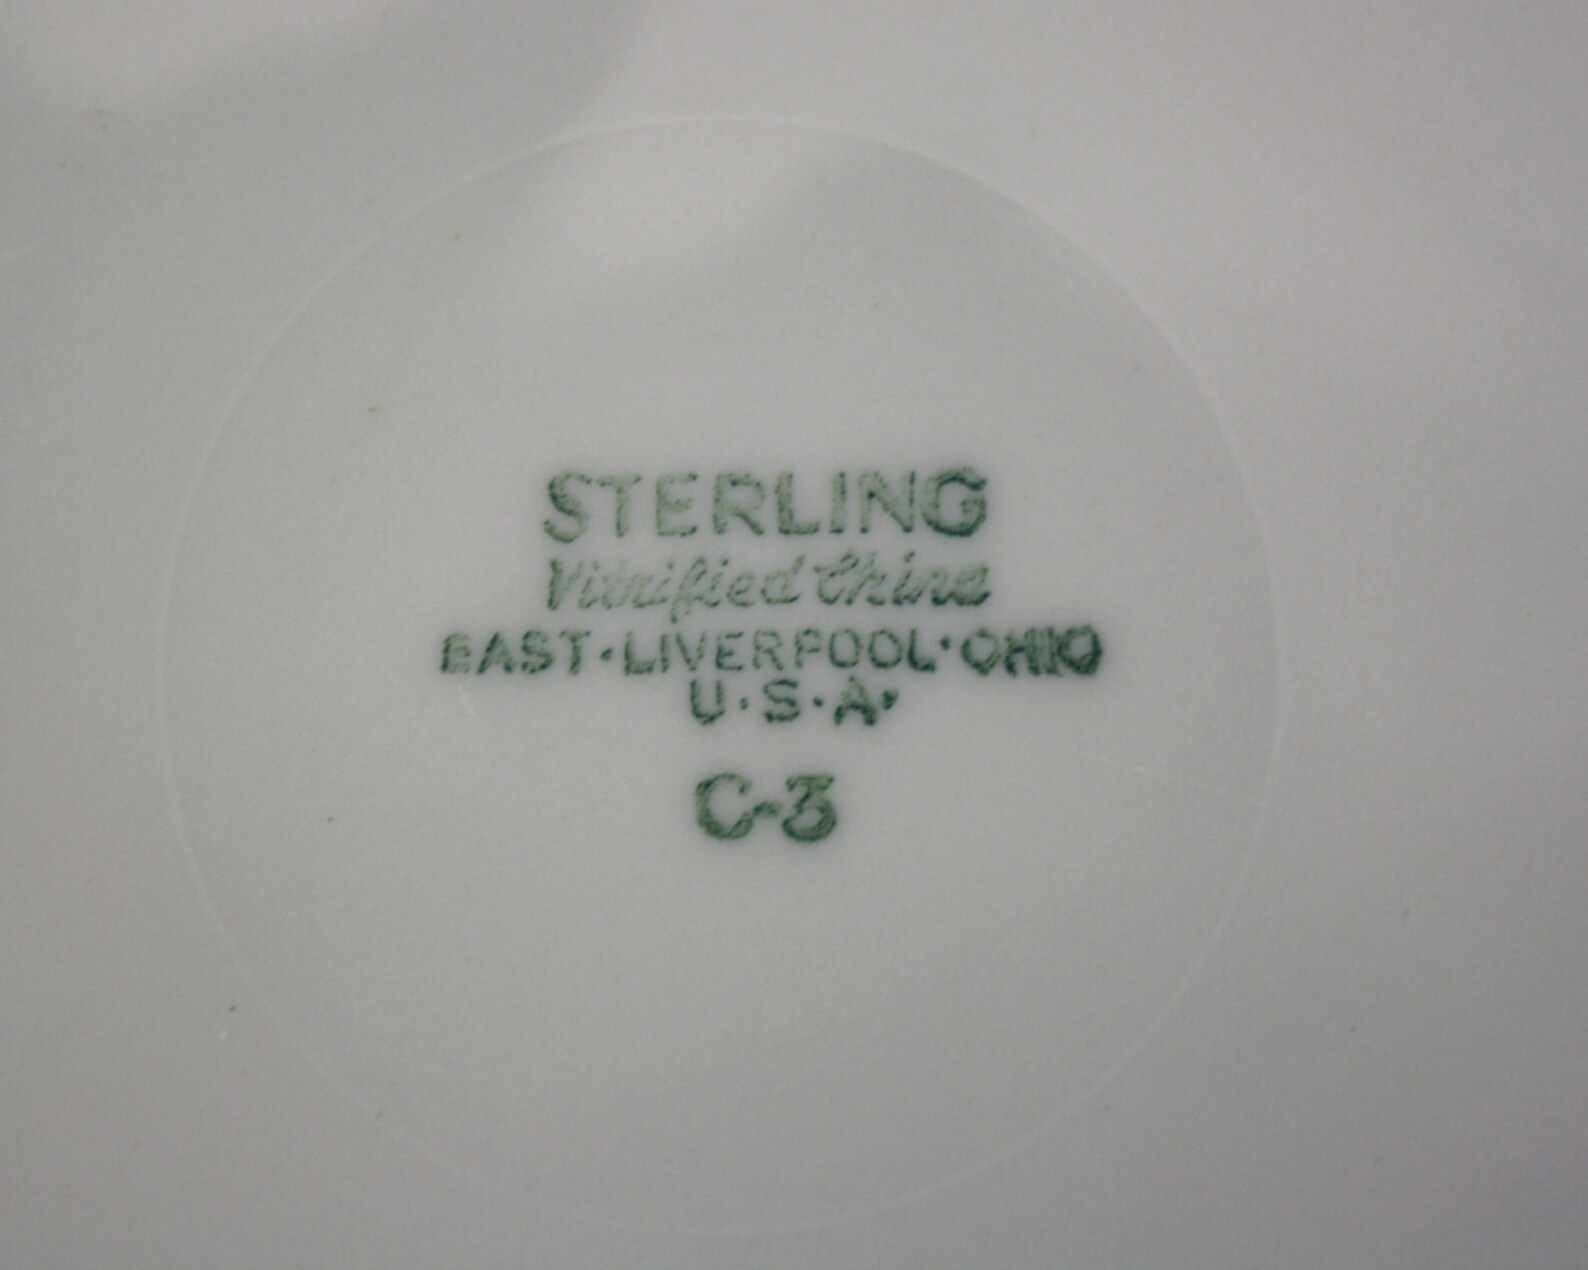 STERLING
Vitrified China
EAST·LIVERPOOL·OHIO
U·S·A·
C-3